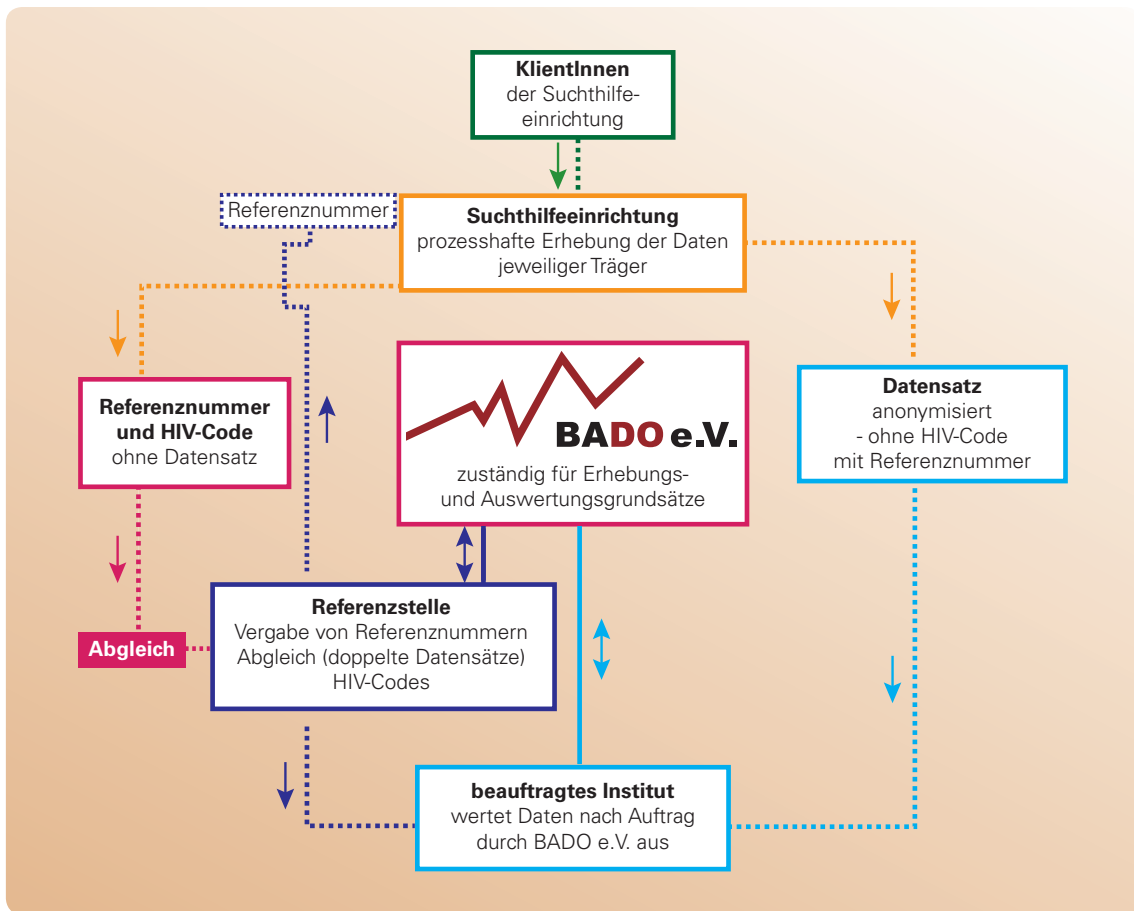 KlientInnen
der Suchthilfe-
einrichtung
Referenznummer
Suchthilfeeinrichtung
prozesshafte Erhebung der Daten
jeweiliger Träger
Referenznummer
und HIV-Code
ohne Datensatz
BADO e.V.
zuständig für Erhebungs-
und Auswertungsgrundsätze
Datensatz
anonymisiert
- ohne HIV-Code
mit Referenznummer
Abgleich
Referenzstelle
Vergabe von Referenznummern
Abgleich (doppelte Datensätze)
HIV-Codes
beauftragtes Institut
wertet Daten nach Auftrag
durch BADO e.V. aus